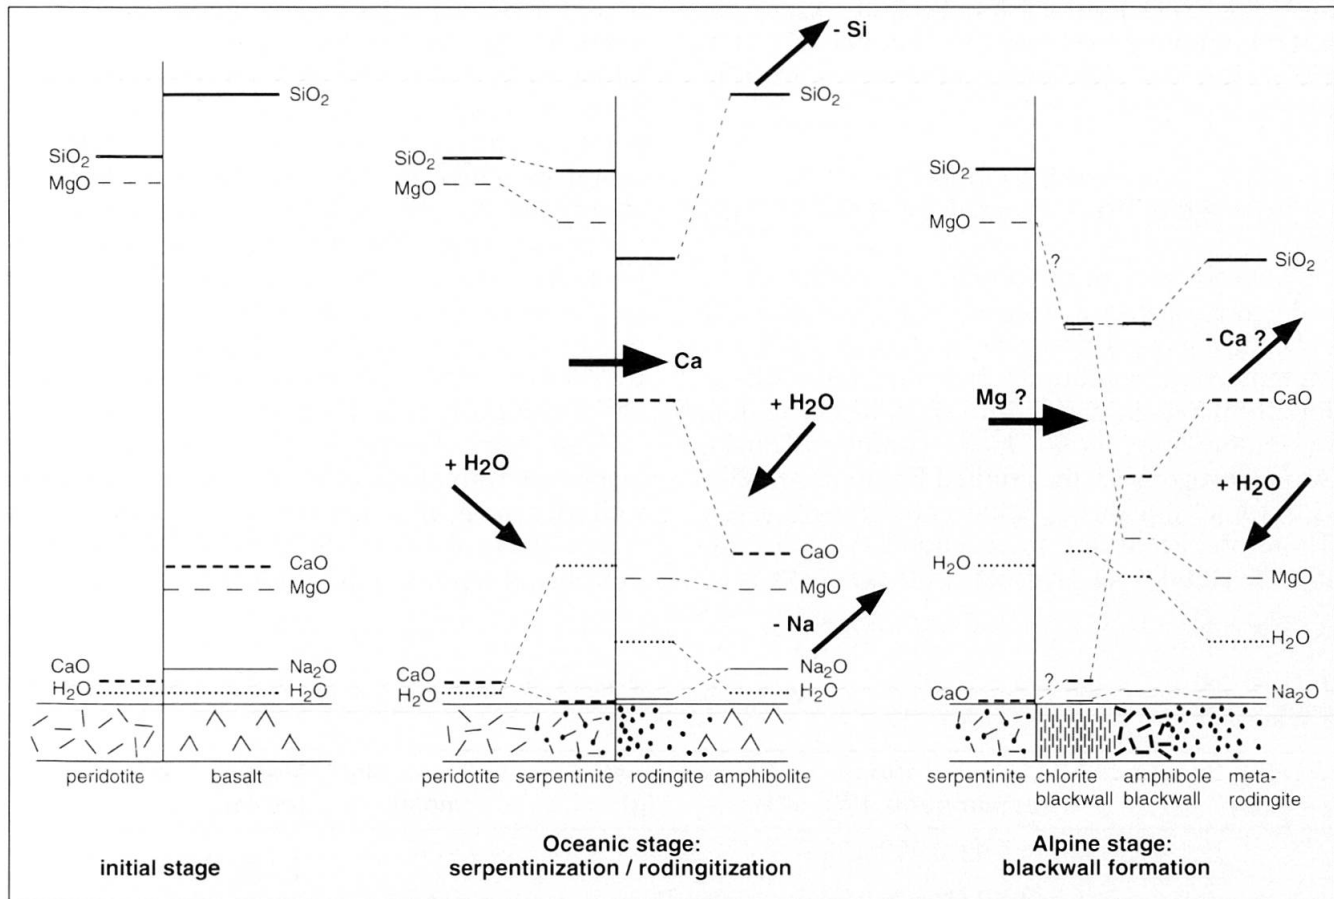 SiO₂
SiO₂
MgO
CaO
MgO
CaO
Na₂O
H₂O
H₂O
peridotite
basalt
initial stage
- Si
SiO₂
SiO₂
MgO
Ca
+ H₂O
+ H₂O
CaO
MgO
- Na
CaO
Na₂O
H₂O
H₂O
peridotite
serpentinite
rodingite
amphibolite
Oceanic stage:
serpentinization / rodingitization
SiO₂
MgO
?
SiO₂
- Ca ?
CaO
Mg ?
+ H₂O
H₂O
MgO
H₂O
?
CaO
Na₂O
serpentinite
chlorite
blackwall
amphibole
blackwall
meta-
rodingite
Alpine stage:
blackwall formation